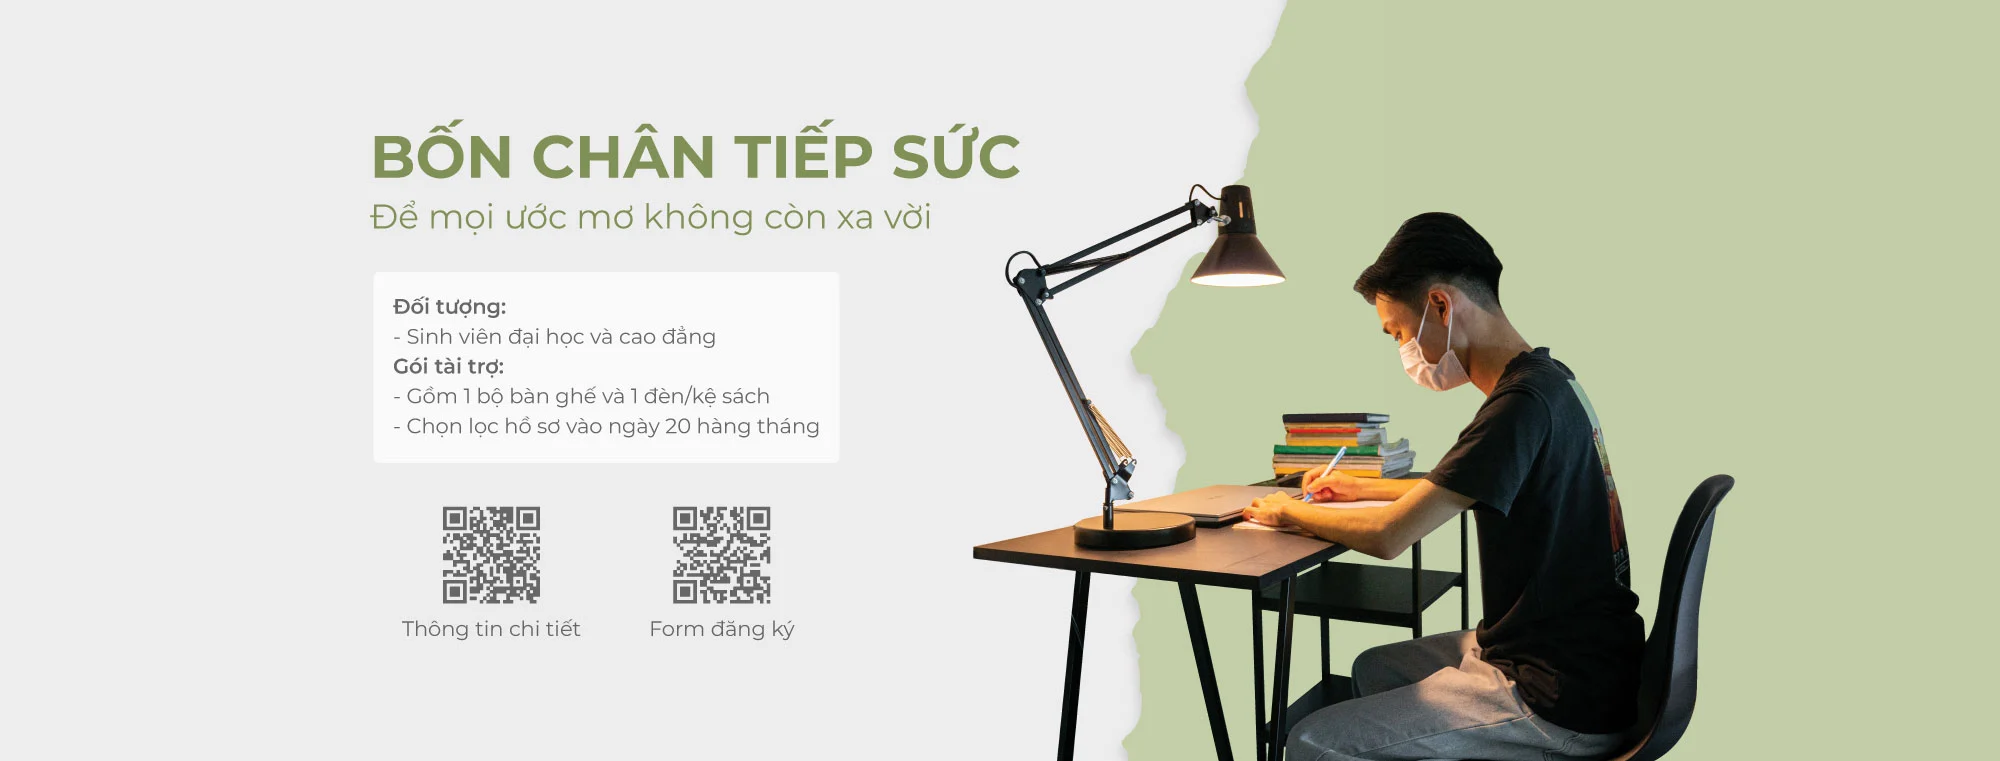 BỐN CHÂN TIẾP SỨC
Để mọi ước mơ không còn xa vời
Đối tượng:
- Sinh viên đại học và cao đẳng
Gói tài trợ:
- Gồm 1 bộ bàn ghế và 1 đèn/kệ sách
- Chọn lọc hồ sơ vào ngày 20 hàng tháng
Thông tin chi tiết
Form đăng ký